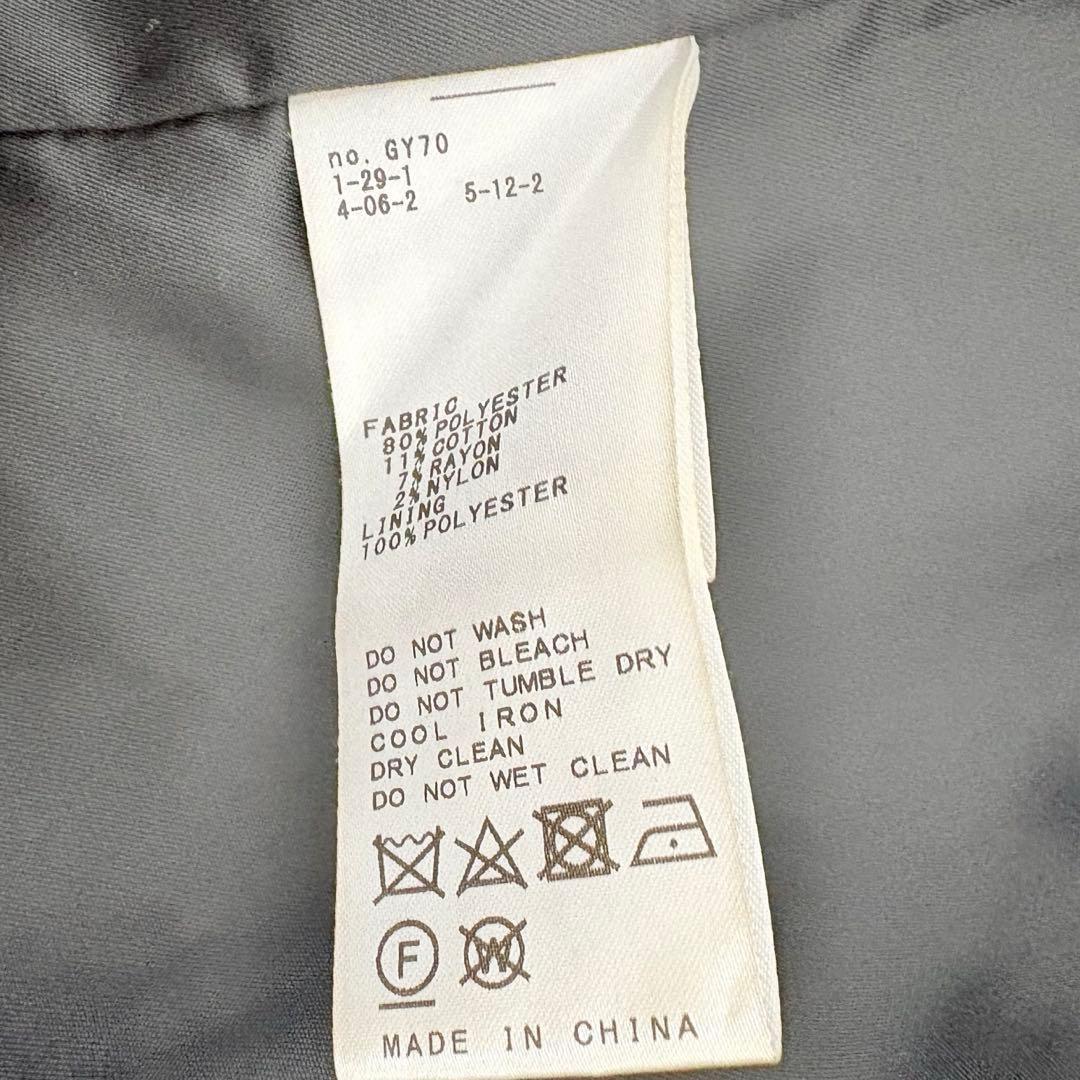 no. GY70
1-29-1
4-06-2 5-12-2
FABRIC
80% POLYESTER
11% COTTON
7% RAYON
2% NYLON
LINING
100% POLYESTER
DO NOT WASH
DO NOT BLEACH
DO NOT TUMBLE DRY
COOL IRON
DRY CLEAN
DO NOT WET CLEAN
F W
MADE IN CHINA